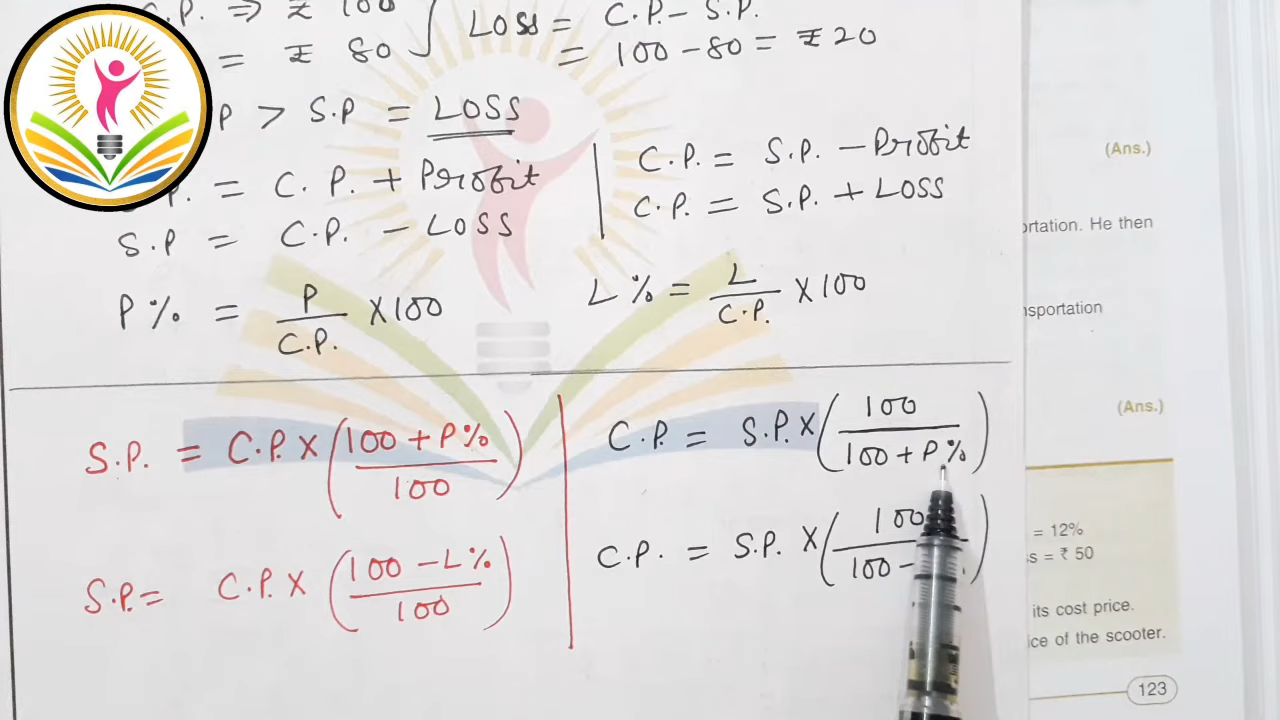 C.P. ⇒ ₹ 100
= ₹ 80
Loss = C.P. - S.P.
= 100 - 80 = ₹ 20
P > S.P = LOSS
P. = C.P. + Profit
S.P = C.P. - LOSS
C.P. = S.P. - Profit
C.P. = S.P. + LOSS
P% = P/C.P. × 100
L% = L/C.P. × 100
S.P. = C.P. × (100 + P%/100)
S.P. = C.P. × (100 - L%/100)
C.P. = S.P. × (100/100 + P%)
C.P. = S.P. × (100/100 -
(Ans.)
ortation. He then
nsportation
(Ans.)
= 12%
s = ₹ 50
its cost price.
ice of the scooter.
123